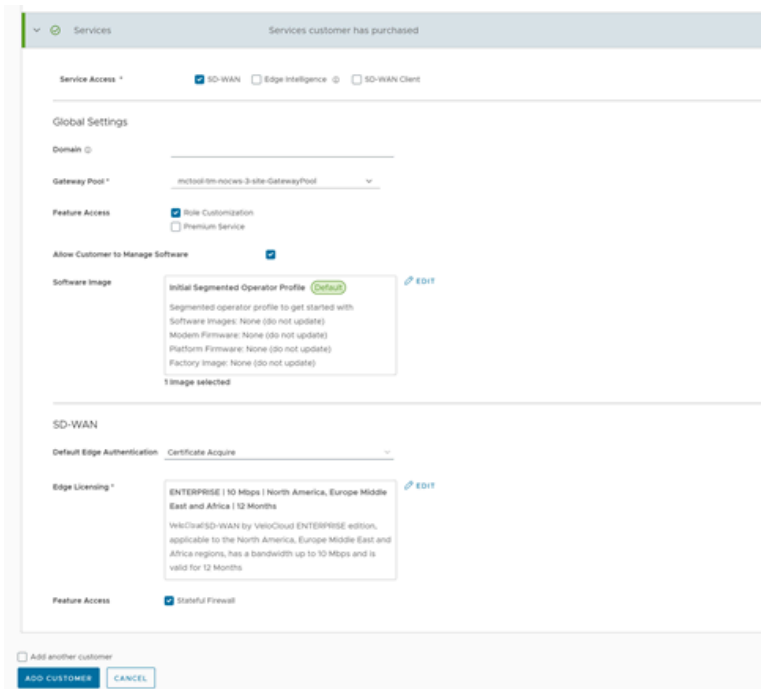 Services Services customer has purchased
Service Access * SD-WAN Edge Intelligence SD-WAN Client
Global Settings
Domain
Gateway Pool * mctool-tm-nocws-3-site-GatewayPool
Feature Access Role Customization
Premium Service
Allow Customer to Manage Software
Software Image Initial Segmented Operator Profile Default EDIT
Segmented operator profile to get started with
Software Images: None (do not update)
Modem Firmware: None (do not update)
Platform Firmware: None (do not update)
Factory Image: None (do not update)
1 image selected
SD-WAN
Default Edge Authentication Certificate Acquire
Edge Licensing * ENTERPRISE | 10 Mbps | North America, Europe Middle EDIT
East and Africa | 12 Months
VeloCloud SD-WAN by VeloCloud ENTERPRISE edition,
applicable to the North America, Europe Middle East and
Africa regions, has a bandwidth up to 10 Mbps and is
valid for 12 Months
Feature Access Stateful Firewall
Add another customer
ADD CUSTOMER CANCEL